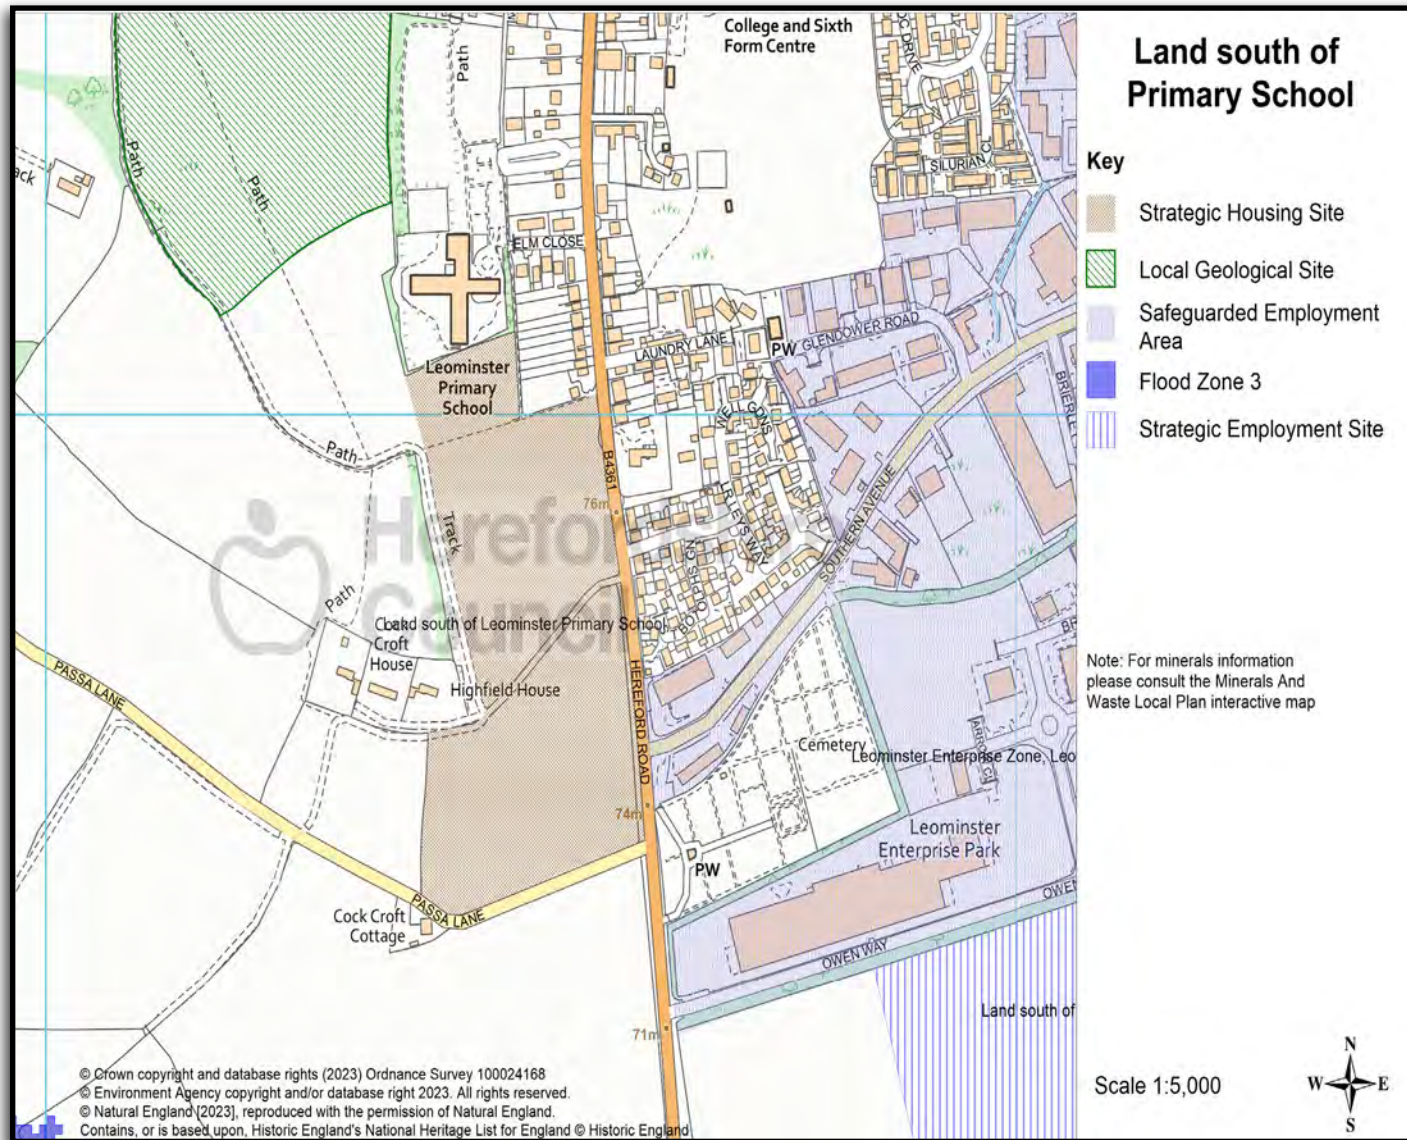 College and Sixth
Form Centre
Path
DRIVE
SILURIAN CL
Path
Path
ELM CLOSE
LAUNDRY LANE
PW
GLENDOWER ROAD
Leominster
Primary
School
GDNS
Path
B4361
76m
Track
SOUTHERN AVENUE
Herefordshire
Council
Path
Croft
House
Land south of Leominster Primary School
Highfield House
PASSA LANE
HEREFORD ROAD
Cemetery
Leominster Enterprise Zone, Leo
74m
Leominster
Enterprise Park
PW
PASSA LANE
Cock Croft
Cottage
OWEN
OWEN WAY
Land south of
71m
© Crown copyright and database rights (2023) Ordnance Survey 100024168
© Environment Agency copyright and/or database right 2023. All rights reserved.
© Natural England [2023], reproduced with the permission of Natural England.
Contains, or is based upon, Historic England's National Heritage List for England © Historic England
Land south of
Primary School
Key
Strategic Housing Site
Local Geological Site
Safeguarded Employment
Area
Flood Zone 3
Strategic Employment Site
Note: For minerals information
please consult the Minerals And
Waste Local Plan interactive map
Scale 1:5,000
N
W E
S